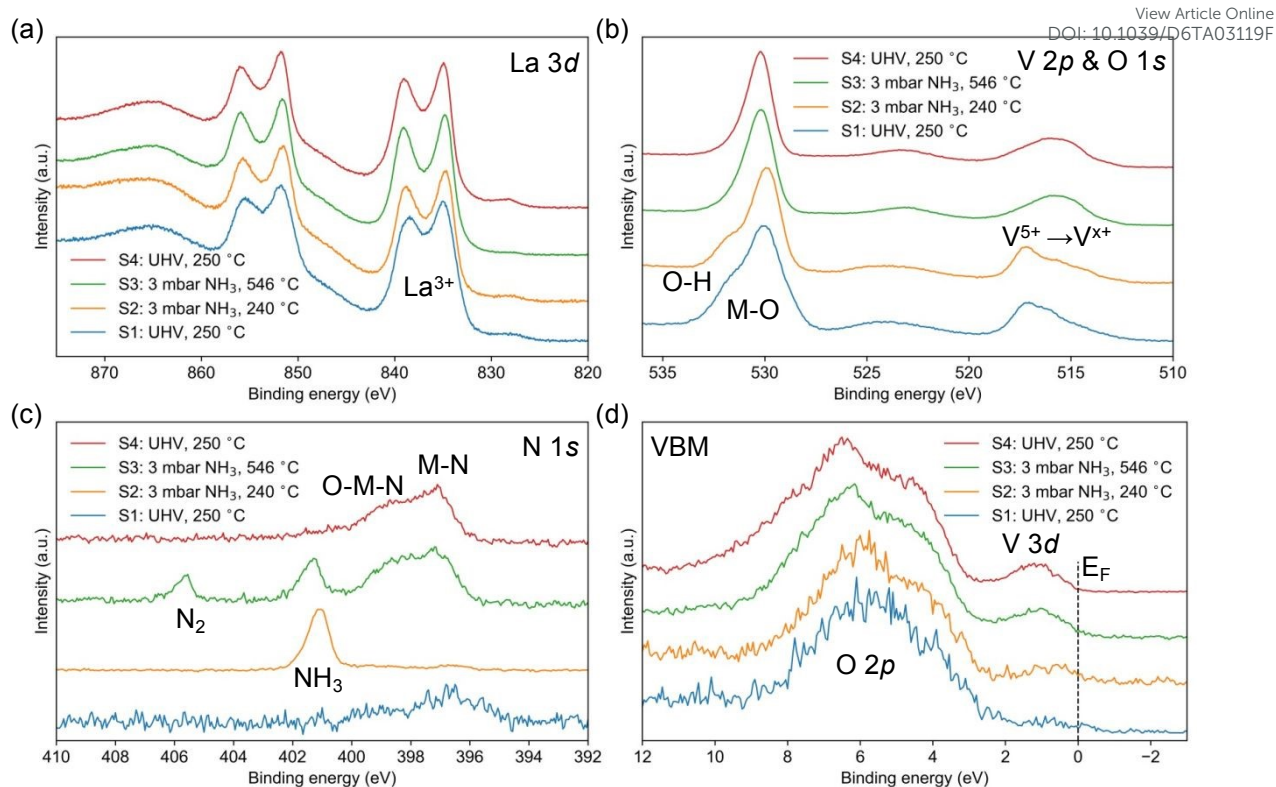 View Article Online
DOI: 10.1039/D6TA03119F
(a)
La 3d
Intensity (a.u.)
S4: UHV, 250 °C
S3: 3 mbar NH₃, 546 °C
S2: 3 mbar NH₃, 240 °C
S1: UHV, 250 °C
La³⁺
870 860 850 840 830 820
Binding energy (eV)
(b)
V 2p & O 1s
Intensity (a.u.)
S4: UHV, 250 °C
S3: 3 mbar NH₃, 546 °C
S2: 3 mbar NH₃, 240 °C
S1: UHV, 250 °C
V⁵⁺ → Vˣ⁺
O-H
M-O
535 530 525 520 515 510
Binding energy (eV)
(c)
N 1s
Intensity (a.u.)
S4: UHV, 250 °C
S3: 3 mbar NH₃, 546 °C
S2: 3 mbar NH₃, 240 °C
S1: UHV, 250 °C
M-N
O-M-N
N₂
NH₃
410 408 406 404 402 400 398 396 394 392
Binding energy (eV)
(d)
VBM
Intensity (a.u.)
S4: UHV, 250 °C
S3: 3 mbar NH₃, 546 °C
S2: 3 mbar NH₃, 240 °C
S1: UHV, 250 °C
V 3d
E_F
O 2p
12 10 8 6 4 2 0 −2
Binding energy (eV)